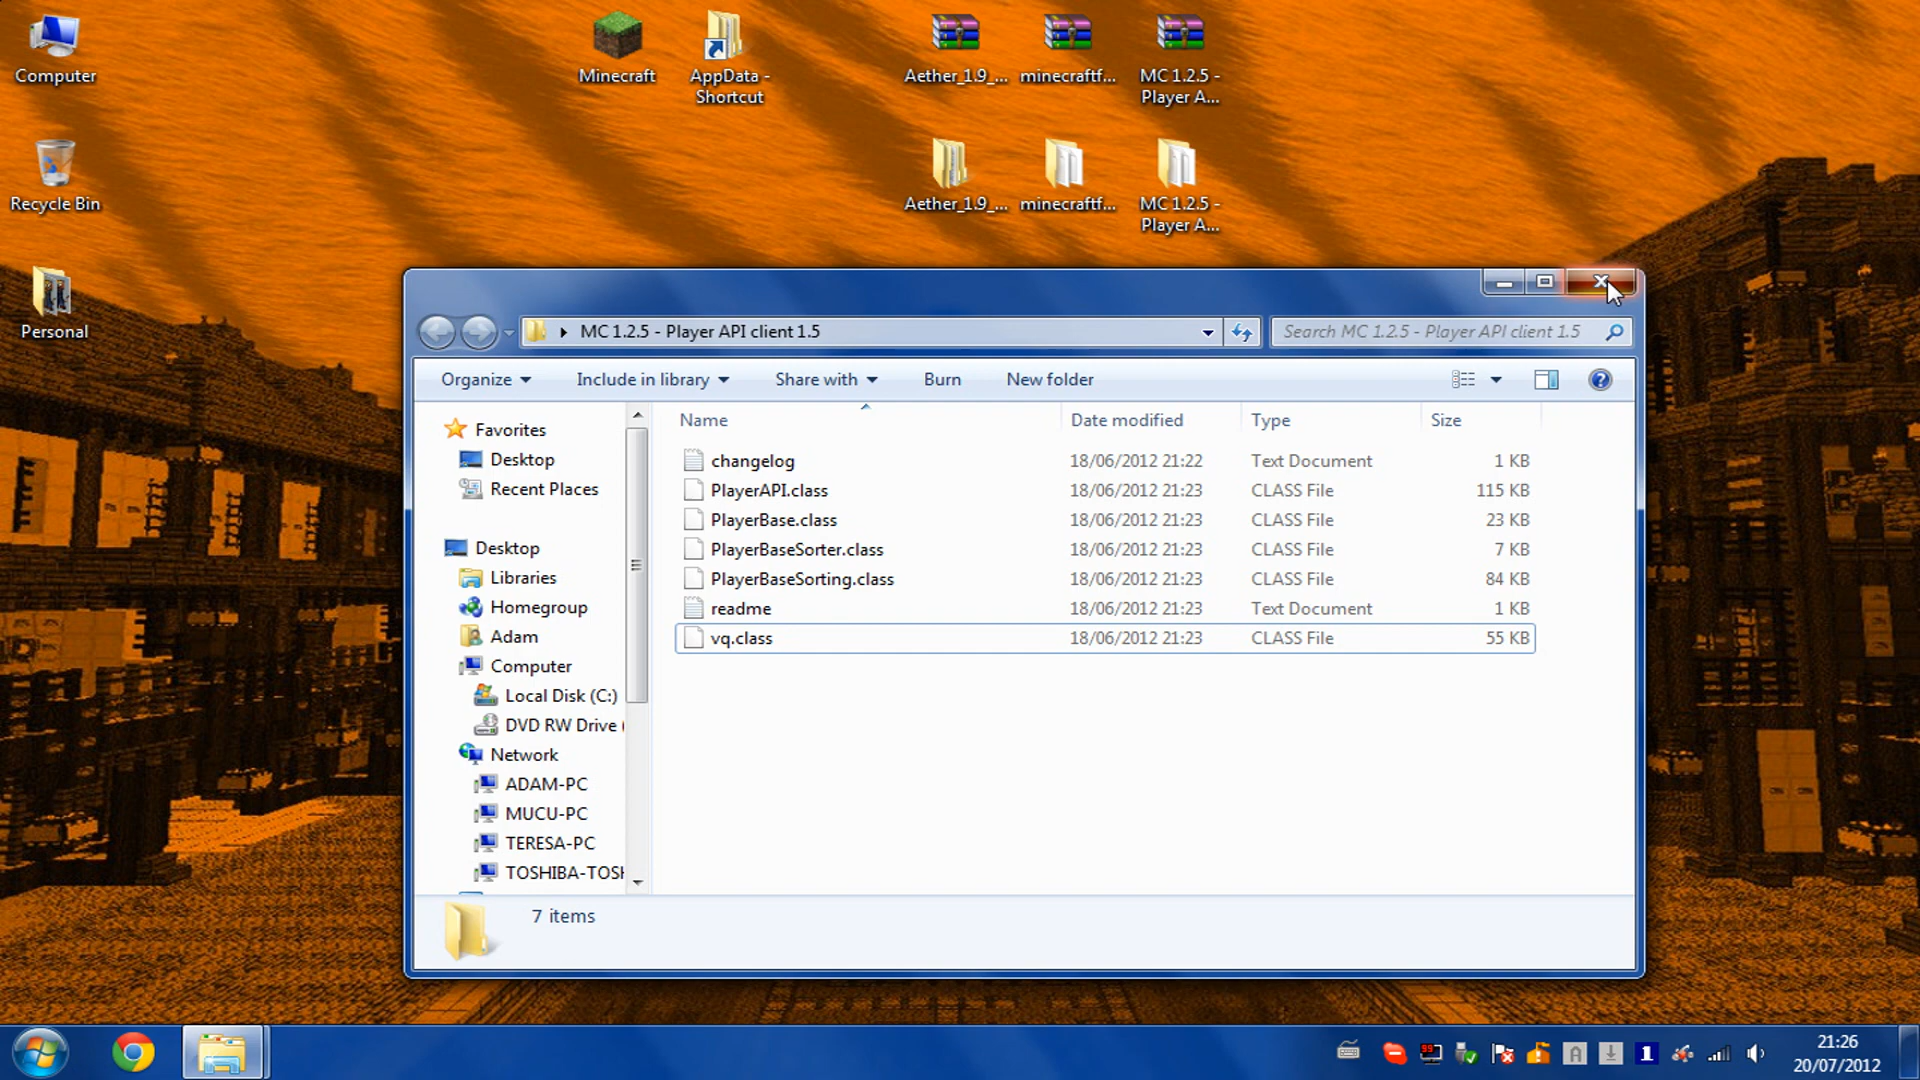 Computer
Minecraft
AppData -
Shortcut
Aether_1.9_...
minecraftf...
MC 1.2.5 -
Player A...
Recycle Bin
Aether_1.9_...
minecraftf...
MC 1.2.5 -
Player A...
Personal
MC 1.2.5 - Player API client 1.5
Search MC 1.2.5 - Player API client 1.5
Organize
Include in library
Share with
Burn
New folder
Favorites
Desktop
Recent Places
Desktop
Libraries
Homegroup
Adam
Computer
Local Disk (C:)
DVD RW Drive (
Network
ADAM-PC
MUCU-PC
TERESA-PC
TOSHIBA-TOSH
Name Date modified Type Size
changelog 18/06/2012 21:22 Text Document 1 KB
PlayerAPI.class 18/06/2012 21:23 CLASS File 115 KB
PlayerBase.class 18/06/2012 21:23 CLASS File 23 KB
PlayerBaseSorter.class 18/06/2012 21:23 CLASS File 7 KB
PlayerBaseSorting.class 18/06/2012 21:23 CLASS File 84 KB
readme 18/06/2012 21:23 Text Document 1 KB
vq.class 18/06/2012 21:23 CLASS File 55 KB
7 items
99
A
1
21:26
20/07/2012